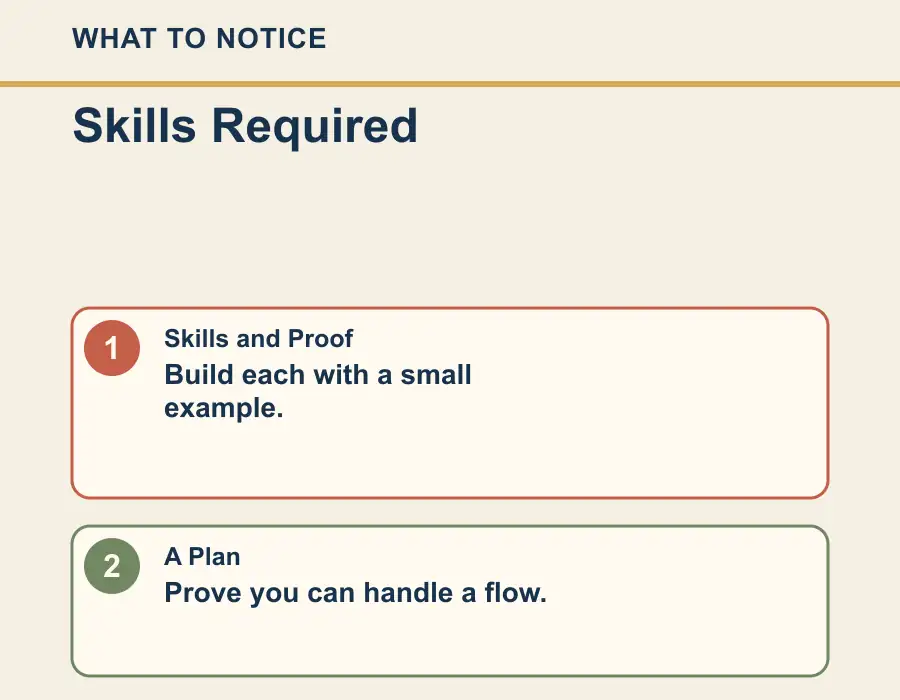 WHAT TO NOTICE
Skills Required
1
Skills and Proof
Build each with a small
example.
2
A Plan
Prove you can handle a flow.